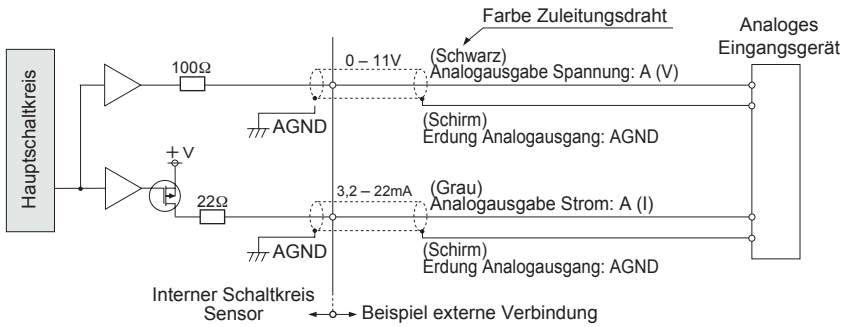 Farbe Zuleitungsdraht
Analoges
Eingangsgerät
Hauptschaltkreis
100Ω
0 – 11V
(Schwarz)
Analogausgabe Spannung: A (V)
AGND
(Schirm)
Erdung Analogausgang: AGND
+V
22Ω
3,2 – 22mA
(Grau)
Analogausgabe Strom: A (I)
AGND
(Schirm)
Erdung Analogausgang: AGND
Interner Schaltkreis
Sensor
Beispiel externe Verbindung